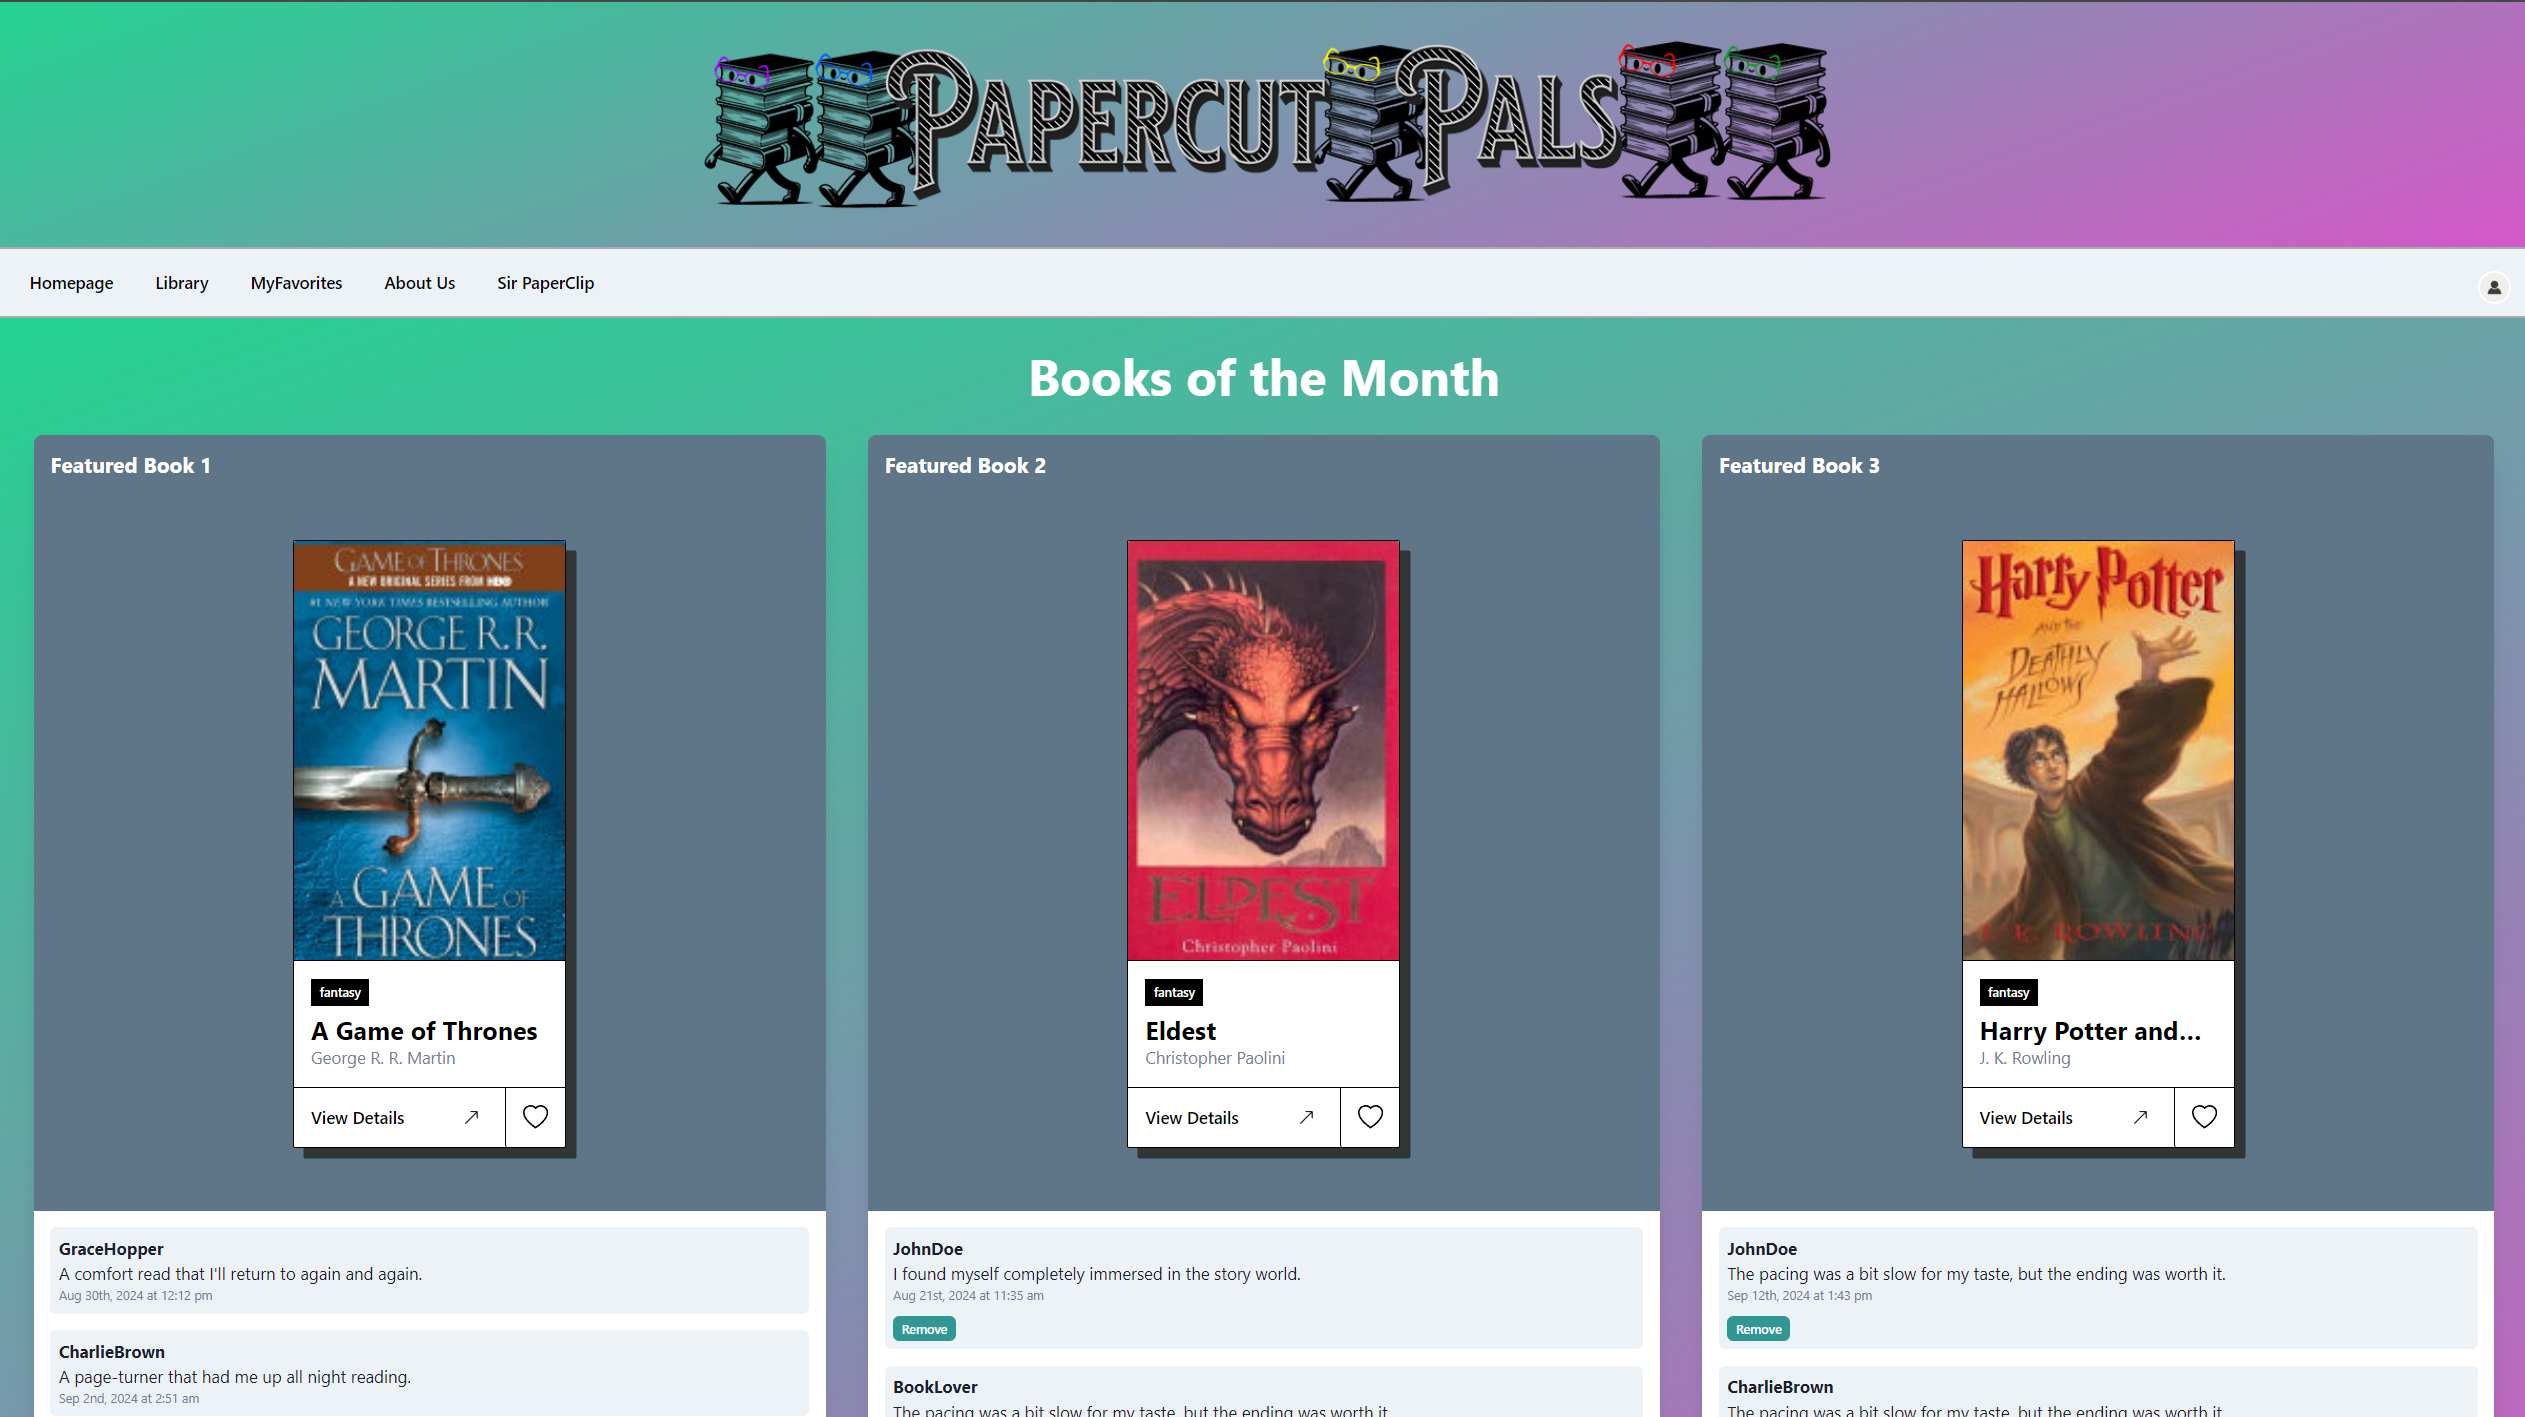 PAPERCUT PALS
Homepage
Library
MyFavorites
About Us
Sir PaperClip
Books of the Month
Featured Book 1
GAME OF THRONES
A NEW ORIGINAL SERIES FROM HBO
#1 NEW YORK TIMES BESTSELLING AUTHOR
GEORGE R.R.
MARTIN
A GAME OF
THRONES
fantasy
A Game of Thrones
George R. R. Martin
View Details
GraceHopper
A comfort read that I'll return to again and again.
Aug 30th, 2024 at 12:12 pm
CharlieBrown
A page-turner that had me up all night reading.
Sep 2nd, 2024 at 2:51 am
Featured Book 2
ELDEST
Christopher Paolini
fantasy
Eldest
Christopher Paolini
View Details
JohnDoe
I found myself completely immersed in the story world.
Aug 21st, 2024 at 11:35 am
Remove
BookLover
The pacing was a bit slow for my taste, but the ending was worth it.
Featured Book 3
Harry Potter
AND THE
DEATHLY
HALLOWS
J. K. ROWLING
fantasy
Harry Potter and...
J. K. Rowling
View Details
JohnDoe
The pacing was a bit slow for my taste, but the ending was worth it.
Sep 12th, 2024 at 1:43 pm
Remove
CharlieBrown
The pacing was a bit slow for my taste, but the ending was worth it.